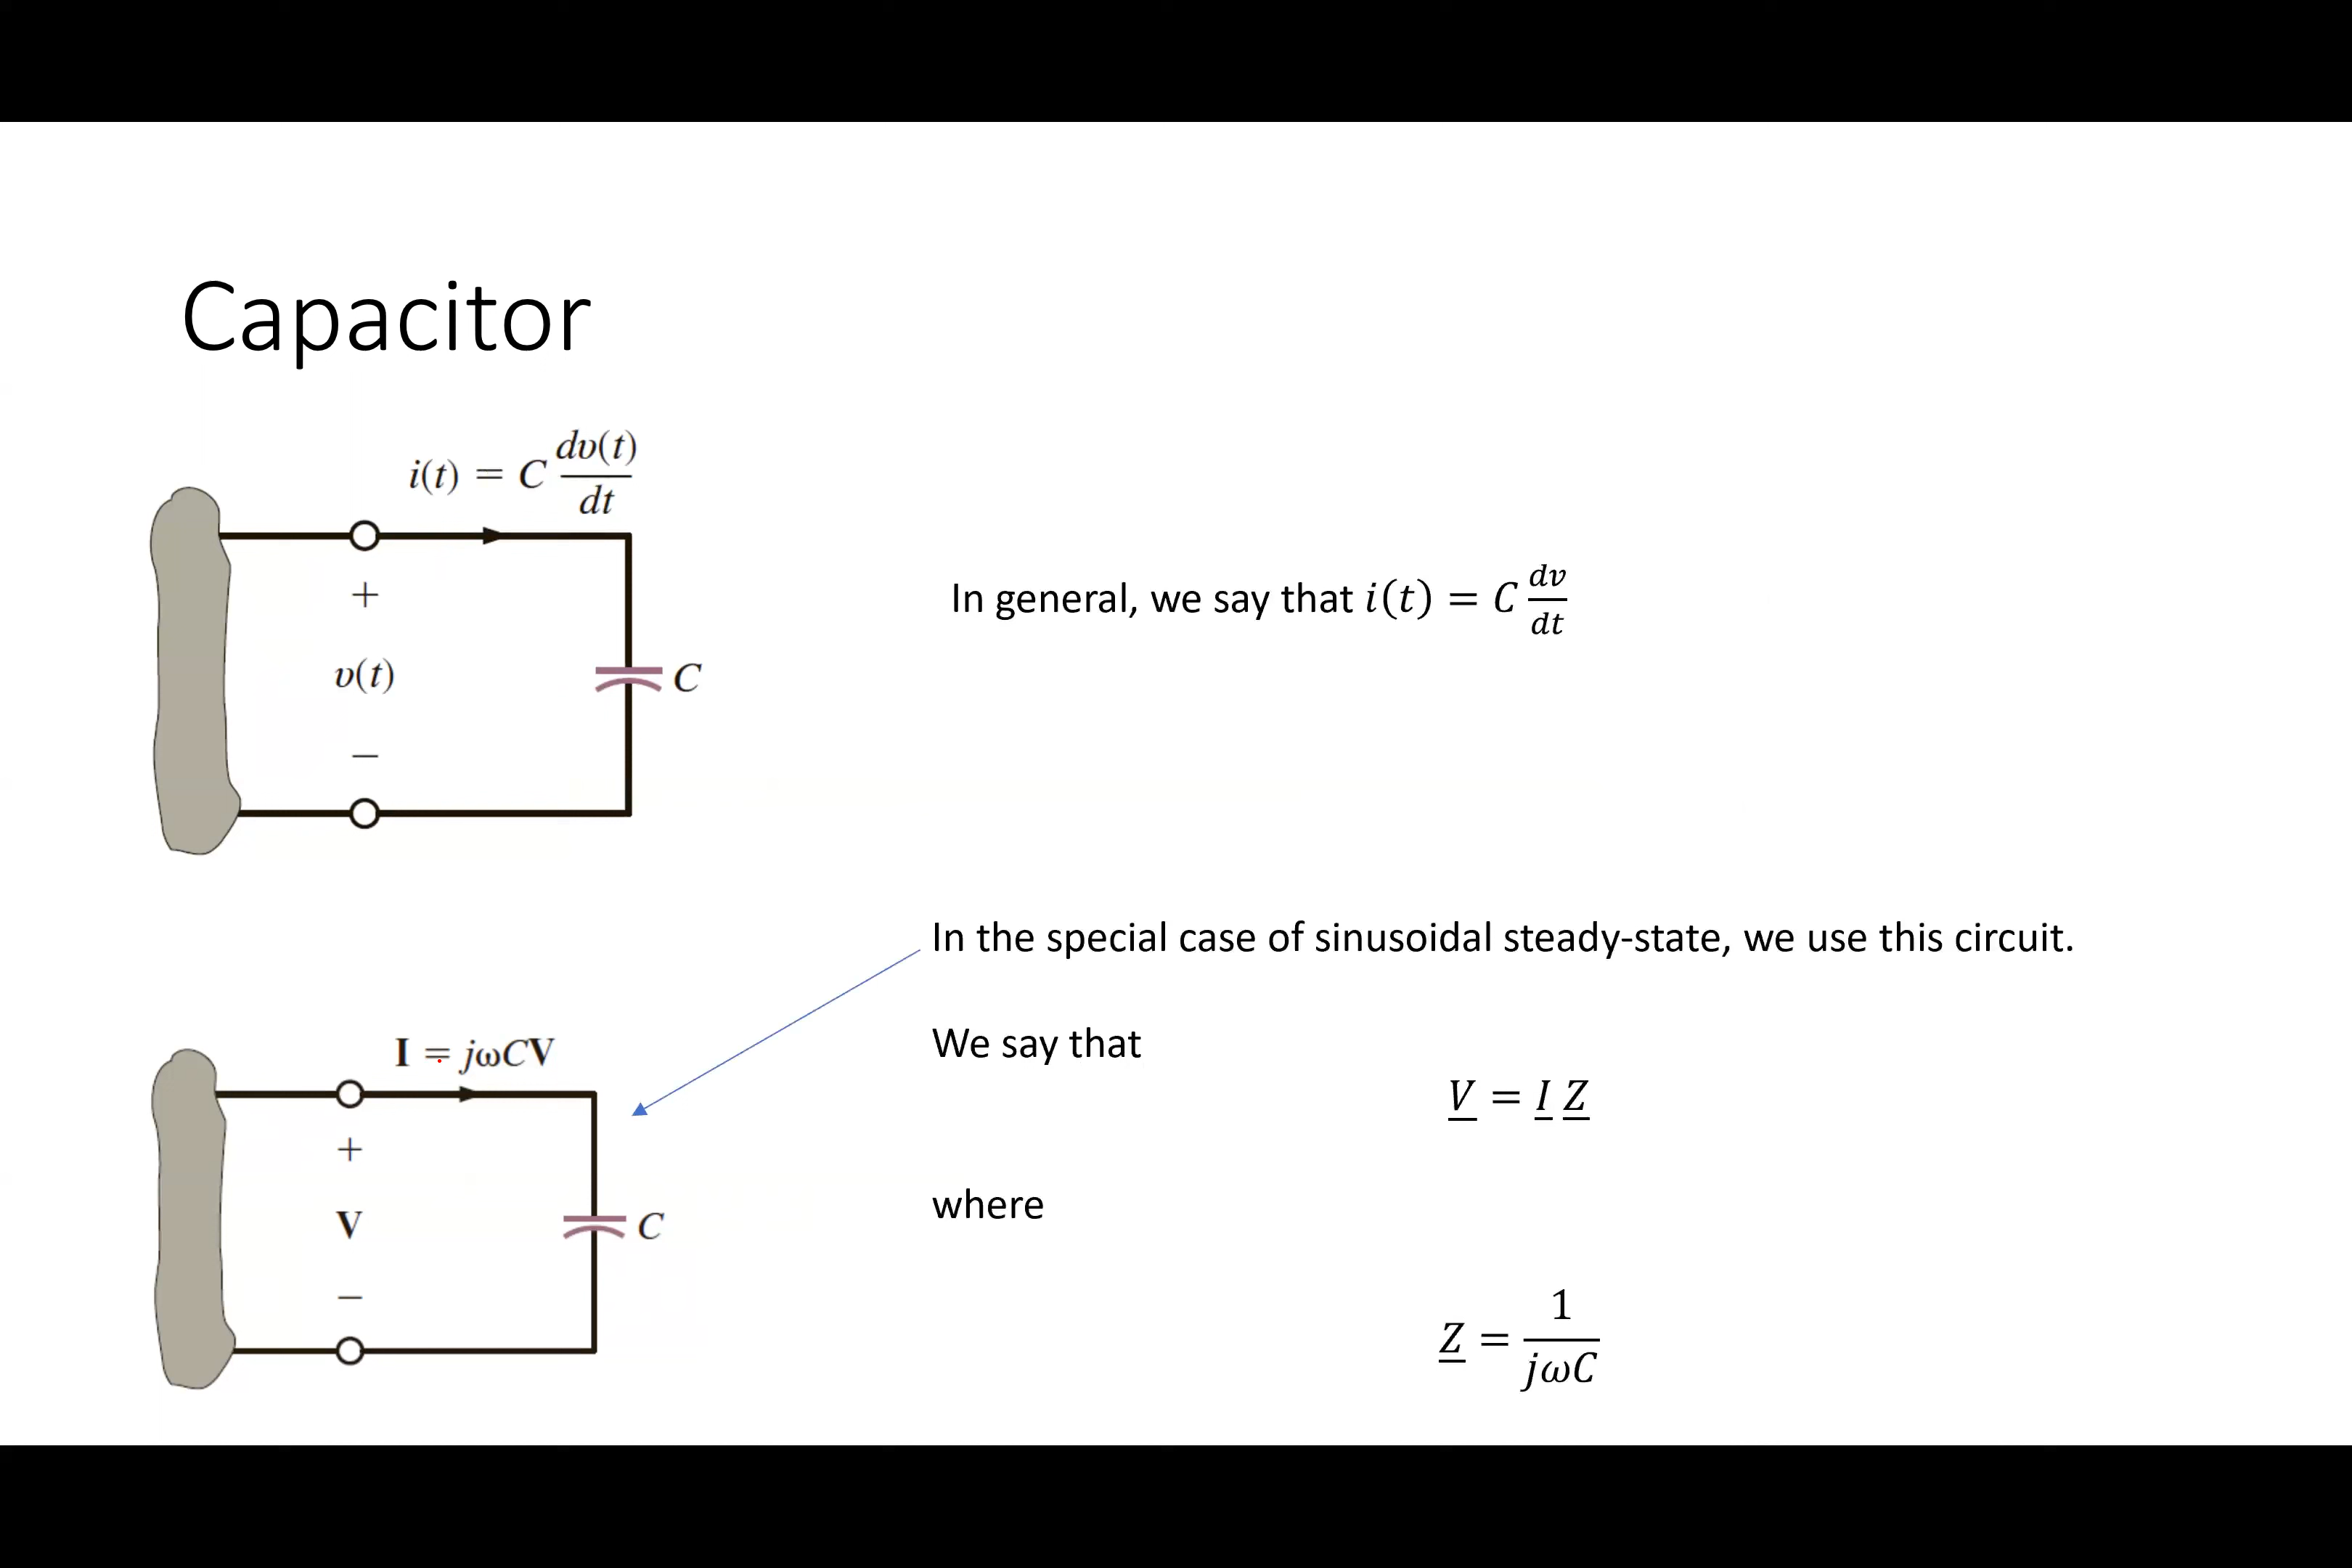 Capacitor
i(t) = C dv(t)/dt
+
v(t)
−
C
In general, we say that i(t) = C dv/dt
In the special case of sinusoidal steady-state, we use this circuit.
We say that
V = I Z
where
Z = 1/jωC
I = jωCV
+
V
−
C